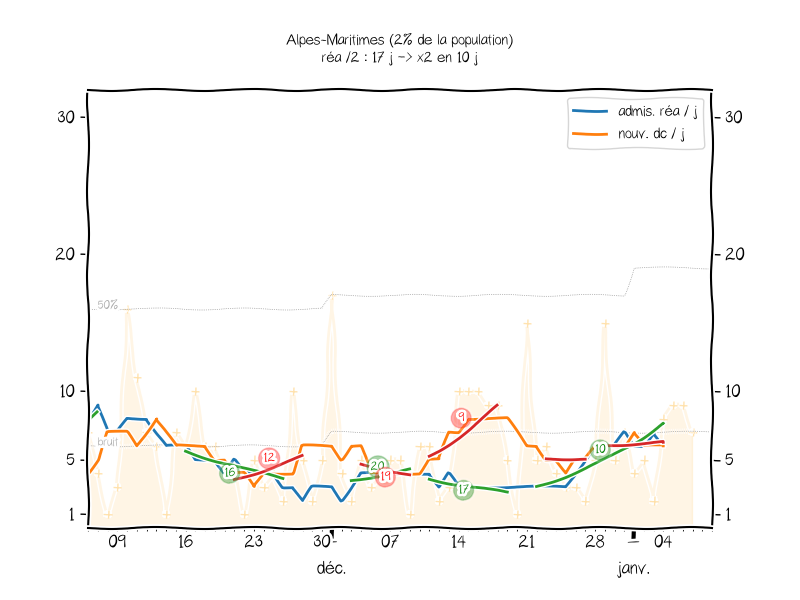 Alpes-Maritimes (2% de la population)
réa /2 : 17 j -> x2 en 10 j
admis. réa / j
nouv. dc / j
30 30
20 20
50%
10 10
bruit
5 5
1 1
9
12
16
20
19
17
10
09 16 23 30 07 14 21 28 04
déc. janv.